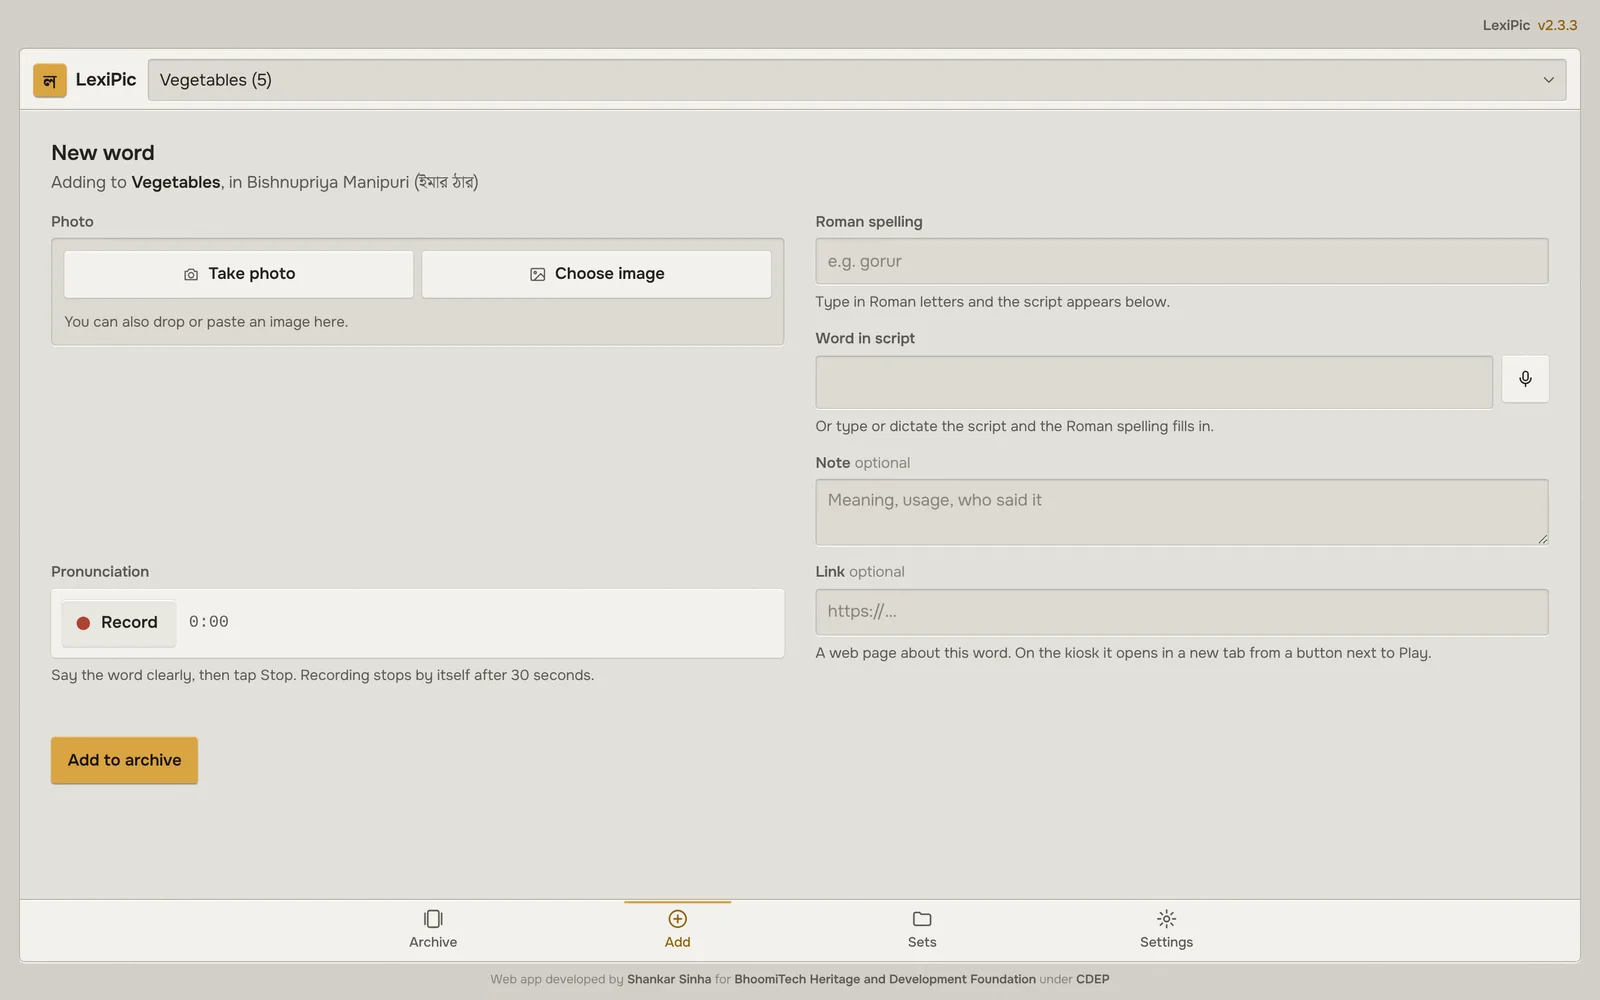 LexiPic v2.3.3
ল LexiPic Vegetables (5)
New word
Adding to Vegetables, in Bishnupriya Manipuri (ইমার ঠার)
Photo
Take photo Choose image
You can also drop or paste an image here.
Roman spelling
e.g. gorur
Type in Roman letters and the script appears below.
Word in script
Or type or dictate the script and the Roman spelling fills in.
Note optional
Meaning, usage, who said it
Pronunciation
Record 0:00
Say the word clearly, then tap Stop. Recording stops by itself after 30 seconds.
Link optional
https://...
A web page about this word. On the kiosk it opens in a new tab from a button next to Play.
Add to archive
Archive Add Sets Settings
Web app developed by Shankar Sinha for BhoomiTech Heritage and Development Foundation under CDEP